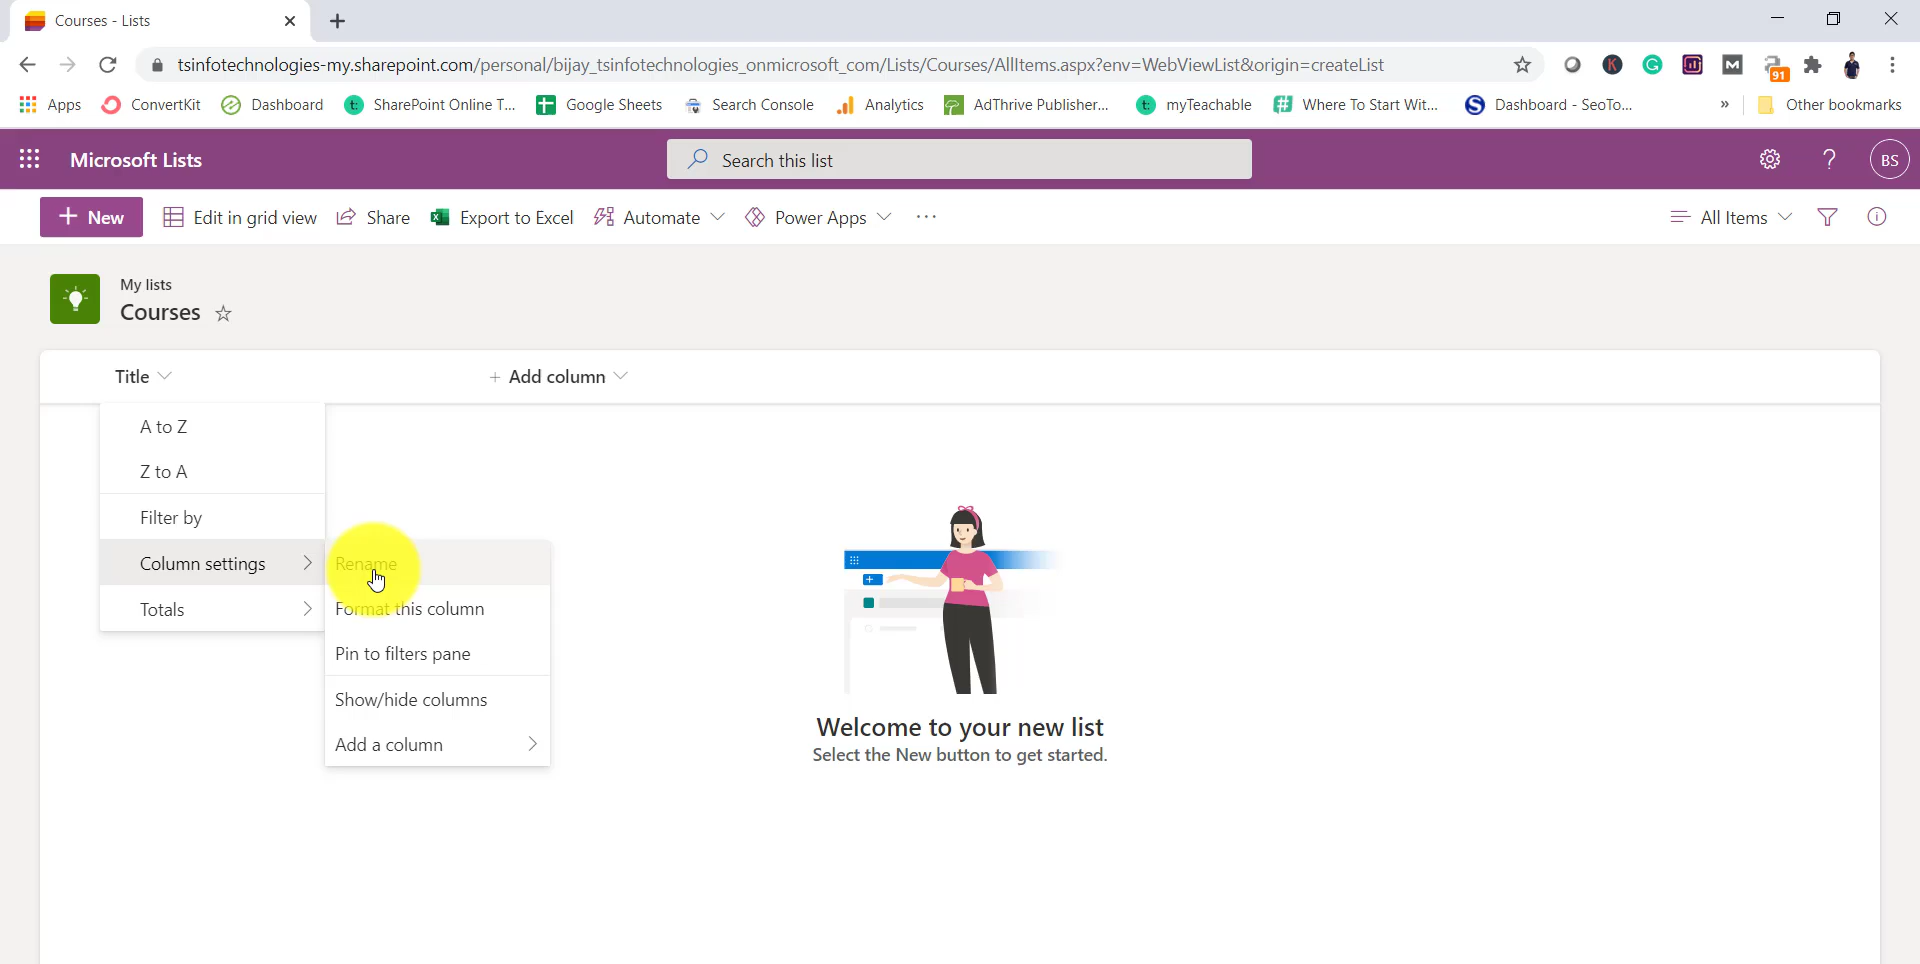 Courses - Lists
tsinfotechnologies-my.sharepoint.com/personal/bijay_tsinfotechnologies_onmicrosoft_com/Lists/Courses/AllItems.aspx?env=WebViewList&origin=createList
91
Apps ConvertKit Dashboard SharePoint Online T... Google Sheets Search Console Analytics AdThrive Publisher... myTeachable Where To Start Wit... Dashboard - SeoTo... » Other bookmarks
Microsoft Lists Search this list ? BS
+ New Edit in grid view Share Export to Excel Automate Power Apps ... All Items
My lists
Courses
Title + Add column
A to Z
Z to A
Filter by
Column settings
Totals
Rename
Format this column
Pin to filters pane
Show/hide columns
Add a column
Welcome to your new list
Select the New button to get started.